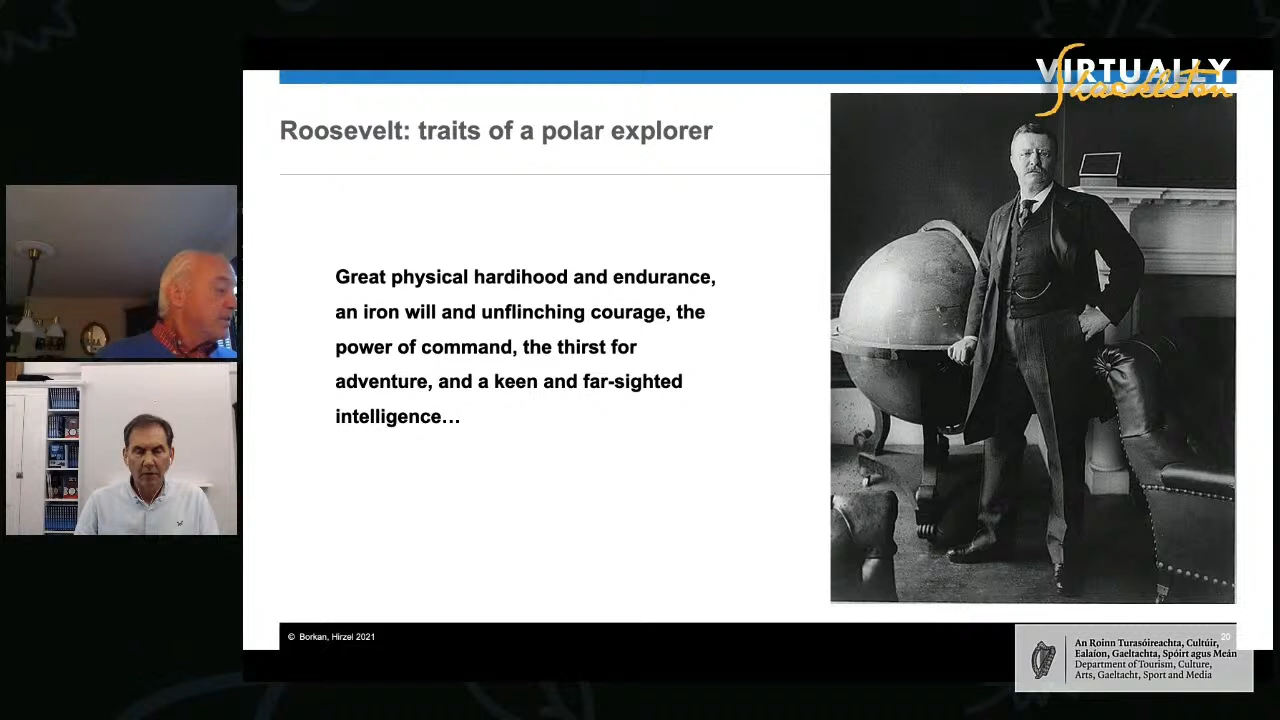 VIRTUALLY
Shackleton
Roosevelt: traits of a polar explorer
Great physical hardihood and endurance,
an iron will and unflinching courage, the
power of command, the thirst for
adventure, and a keen and far-sighted
intelligence…
© Borkan, Hirzel 2021
20
An Roinn Turasóireachta, Cultúir,
Ealaíon, Gaeltachta, Spóirt agus Meán
Department of Tourism, Culture,
Arts, Gaeltacht, Sport and Media